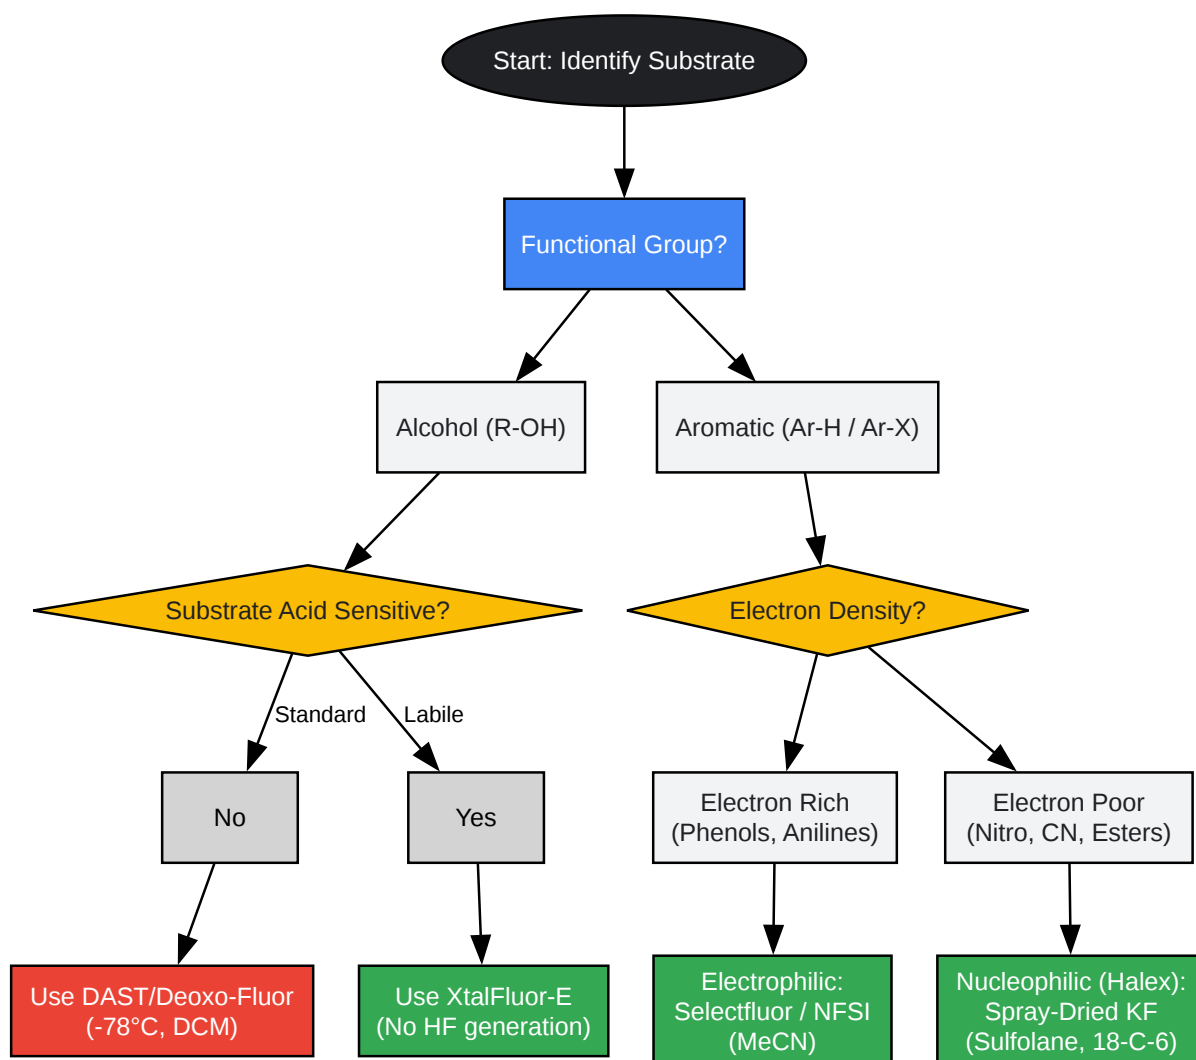 Start: Identify Substrate
Functional Group?
Alcohol (R-OH)
Aromatic (Ar-H / Ar-X)
Substrate Acid Sensitive?
Electron Density?
Standard
Labile
No
Yes
Electron Rich
(Phenols, Anilines)
Electron Poor
(Nitro, CN, Esters)
Use DAST/Deoxo-Fluor
(-78°C, DCM)
Use XtalFluor-E
(No HF generation)
Electrophilic:
Selectfluor / NFSI
(MeCN)
Nucleophilic (Halex):
Spray-Dried KF
(Sulfolane, 18-C-6)